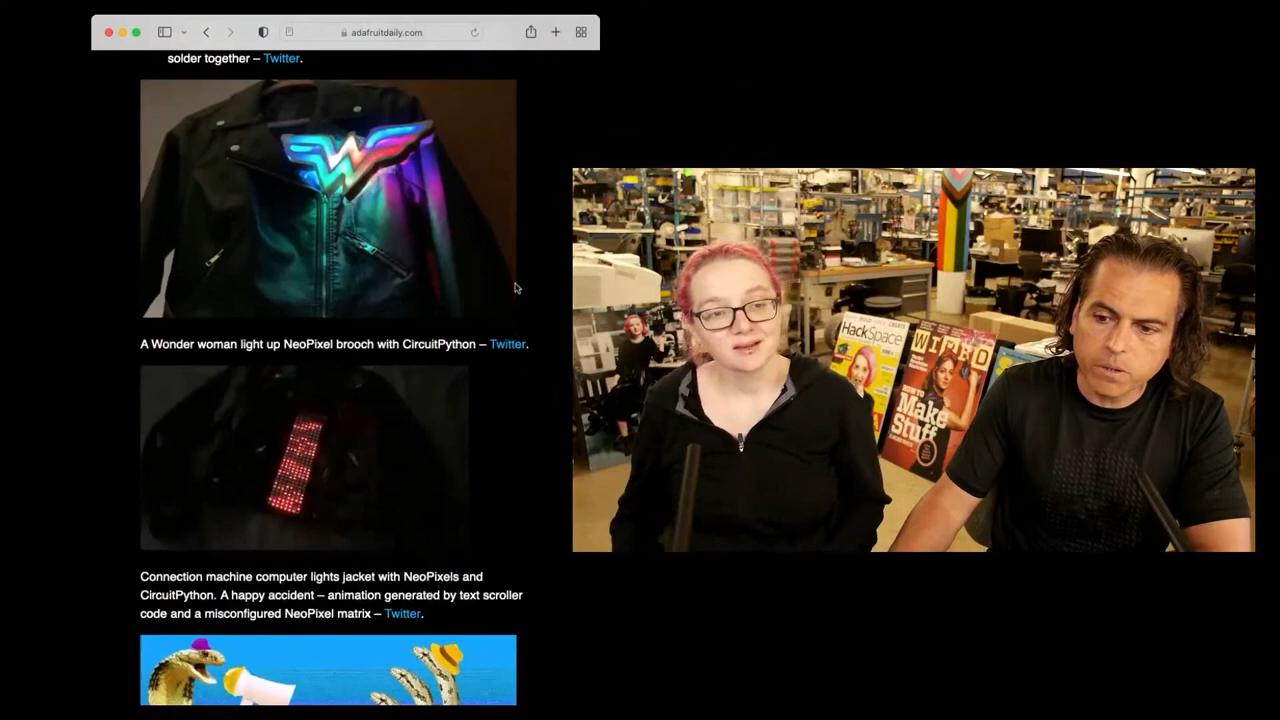 adafruitdaily.com
solder together – Twitter.
A Wonder woman light up NeoPixel brooch with CircuitPython – Twitter.
Connection machine computer lights jacket with NeoPixels and
CircuitPython. A happy accident – animation generated by text scroller
code and a misconfigured NeoPixel matrix – Twitter.
HackSpace
WIRED
HOW TO
Make
Stuff